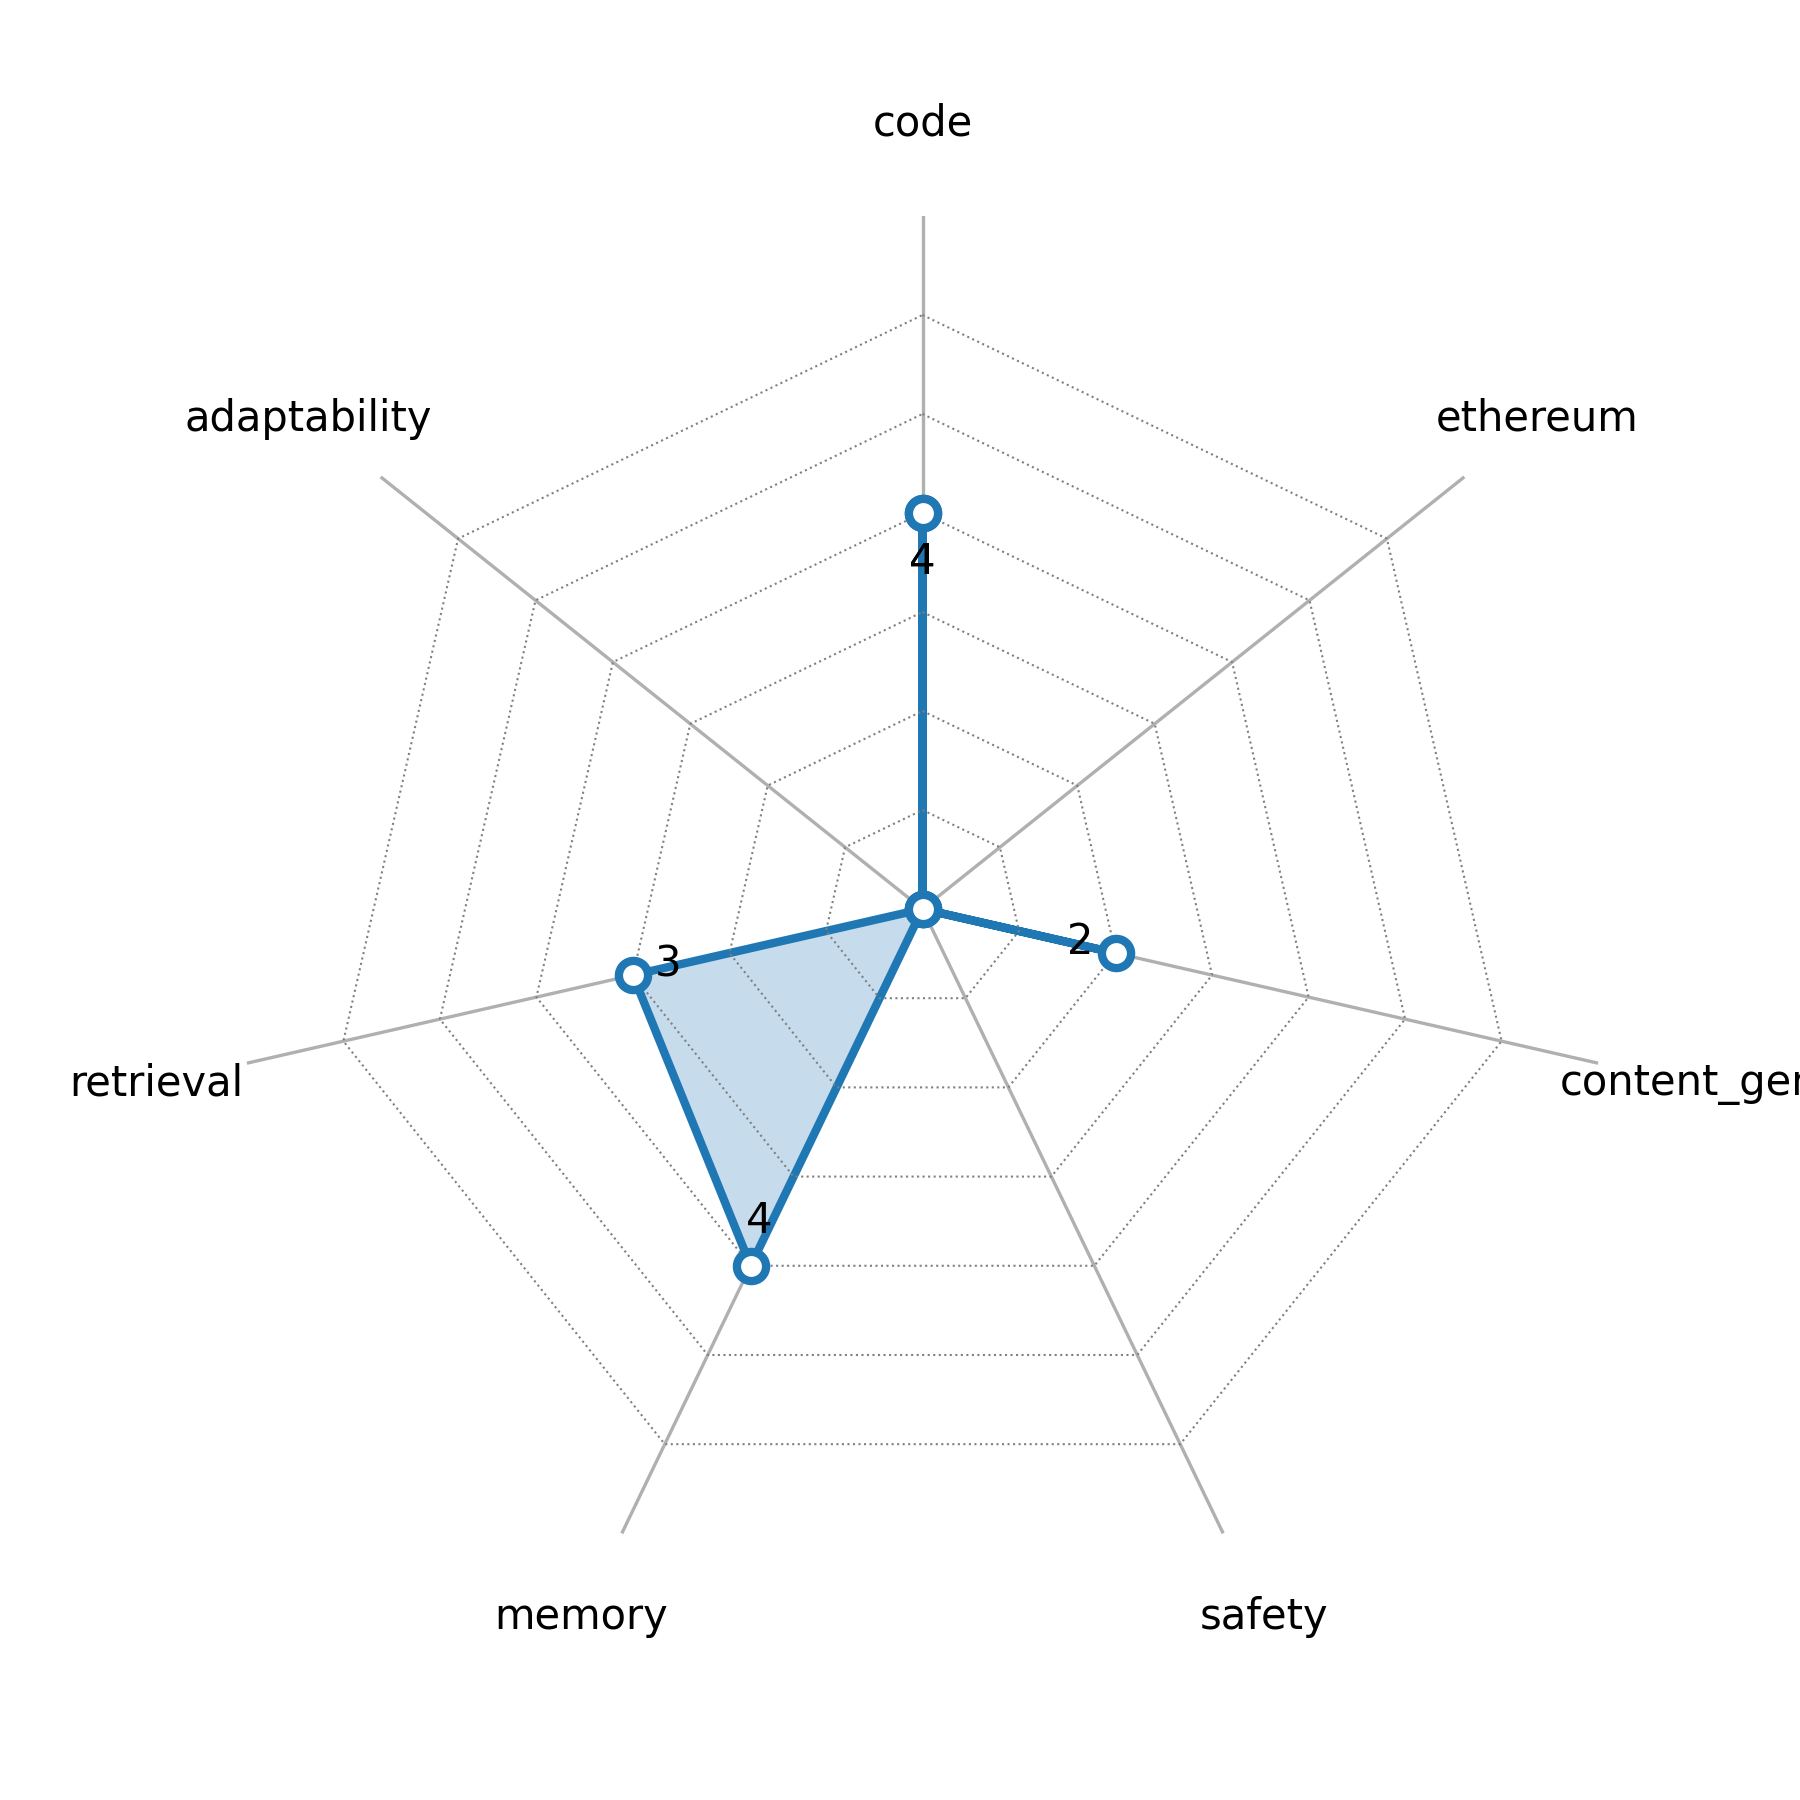 code
adaptability
ethereum
4
2
3
retrieval
content_ger
4
memory
safety